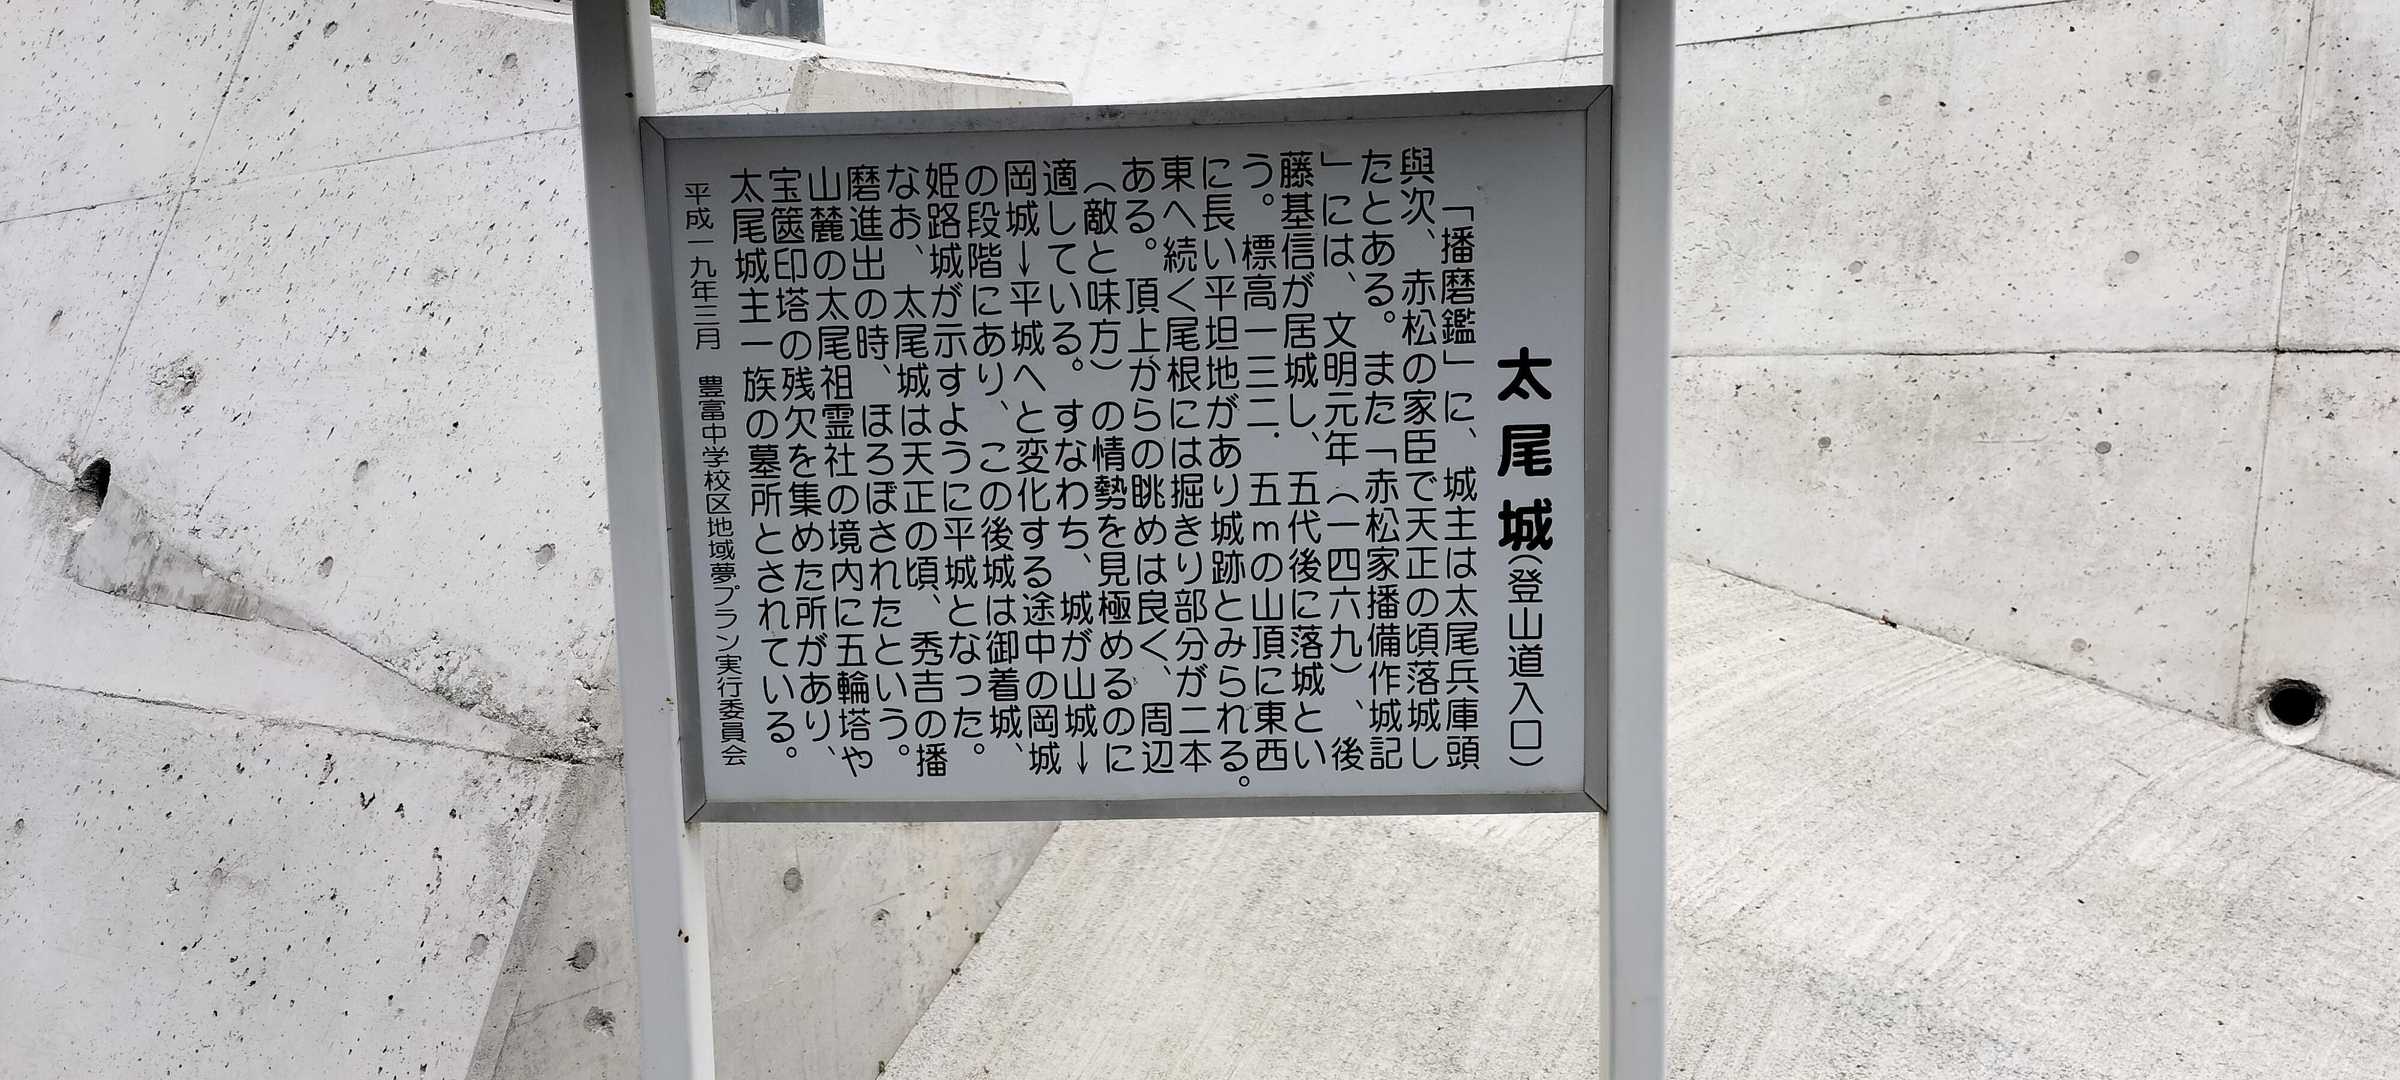 太尾城(登山道入口)
「播磨鑑」に、城主は太尾兵庫頭
與次、赤松の家臣で天正の頃落城し
たとある。また「赤松家播備作城記
」には、文明元年(一四六九)、後
藤基信が居城し、五代後に落城とい
う。標高一三二.五mの山頂に東西
に長い平坦地があり城跡とみられる。
東へ続く尾根には掘きり部分が二本
ある。頂上からの眺めは良く、周辺
(敵と味方)の情勢を見極めるのに
適している。すなわち、城が山城→
岡城→平城へと変化する途中の岡城
の段階にあり、この後城は御着城、
姫路城が示すように平城となった。
なお、太尾城は天正の頃、秀吉の播
磨進出の時、ほろぼされたという。
山麓の太尾祖霊社の境内に五輪塔や
宝篋印塔の残欠を集めた所があり、
太尾城主一族の墓所とされている。
平成一九年三月 豊富中学校区地域夢プラン実行委員会